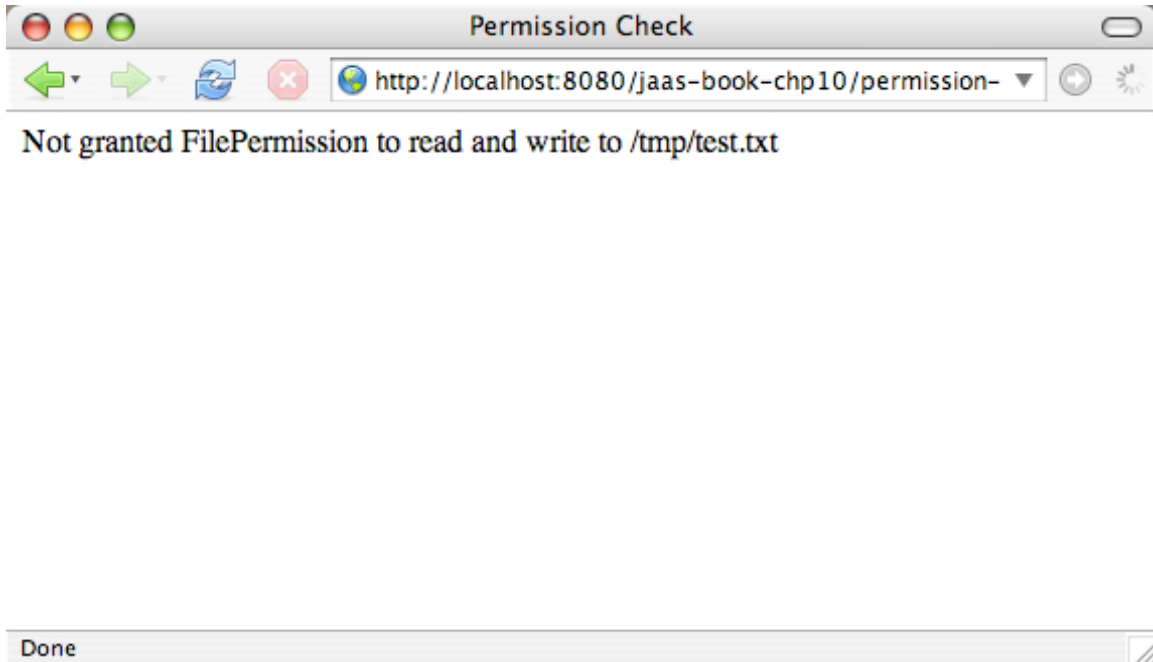 Permission Check
http://localhost:8080/jaas-book-chp10/permission-
Not granted FilePermission to read and write to /tmp/test.txt
Done